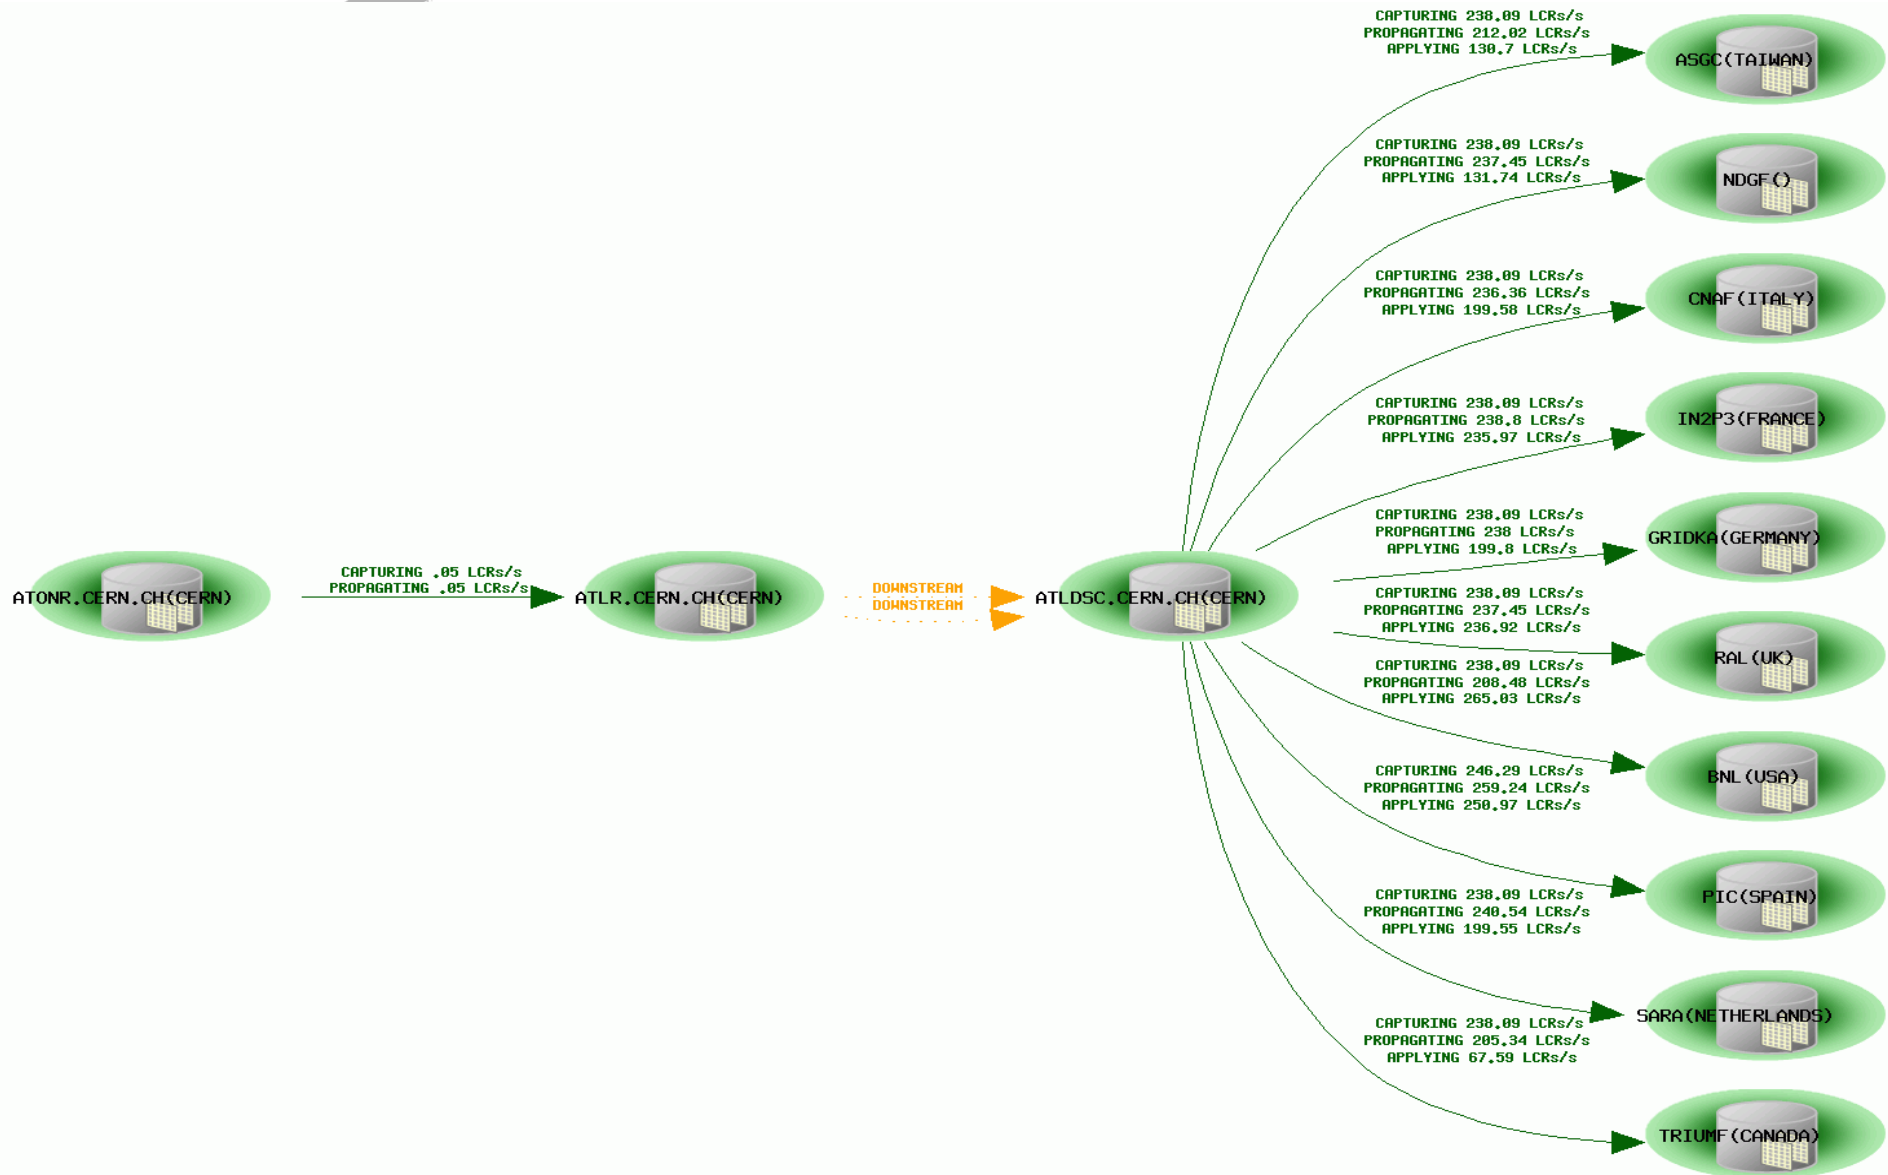 CAPTURING 238.09 LCRs/s
PROPAGATING 212.02 LCRs/s
APPLYING 130.7 LCRs/s
ASGC(TAIWAN)
CAPTURING 238.09 LCRs/s
PROPAGATING 237.45 LCRs/s
APPLYING 131.74 LCRs/s
NDGF()
CAPTURING 238.09 LCRs/s
PROPAGATING 236.36 LCRs/s
APPLYING 199.58 LCRs/s
CNAF(ITALY)
CAPTURING 238.09 LCRs/s
PROPAGATING 238.8 LCRs/s
APPLYING 235.97 LCRs/s
IN2P3(FRANCE)
CAPTURING 238.09 LCRs/s
PROPAGATING 238 LCRs/s
APPLYING 199.8 LCRs/s
GRIDKA(GERMANY)
ATONR.CERN.CH(CERN)
CAPTURING .05 LCRs/s
PROPAGATING .05 LCRs/s
ATLR.CERN.CH(CERN)
DOWNSTREAM
DOWNSTREAM
ATLDSC.CERN.CH(CERN)
CAPTURING 238.09 LCRs/s
PROPAGATING 237.45 LCRs/s
APPLYING 236.92 LCRs/s
RAL(UK)
CAPTURING 238.09 LCRs/s
PROPAGATING 208.48 LCRs/s
APPLYING 265.03 LCRs/s
BNL(USA)
CAPTURING 246.29 LCRs/s
PROPAGATING 259.24 LCRs/s
APPLYING 250.97 LCRs/s
PIC(SPAIN)
CAPTURING 238.09 LCRs/s
PROPAGATING 240.54 LCRs/s
APPLYING 199.55 LCRs/s
SARA(NETHERLANDS)
CAPTURING 238.09 LCRs/s
PROPAGATING 205.34 LCRs/s
APPLYING 67.59 LCRs/s
TRIUMF(CANADA)